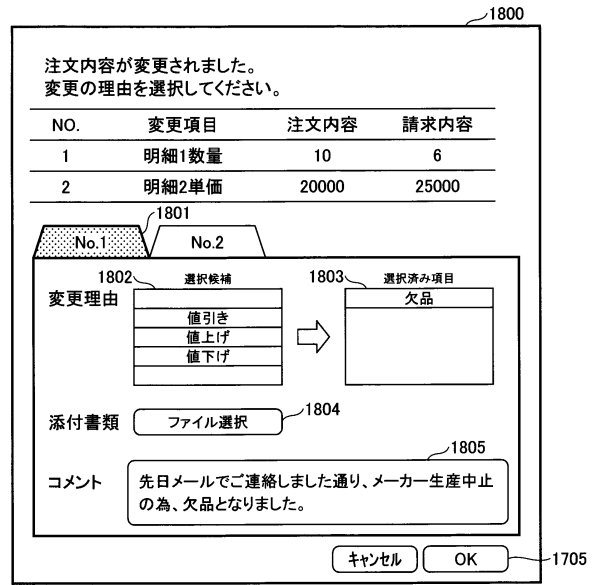 1800
注文内容が変更されました。
変更の理由を選択してください。
NO. 変更項目 注文内容 請求内容
1 明細1数量 10 6
2 明細2単価 20000 25000
1801
No.1 No.2
1802 選択候補 1803 選択済み項目
変更理由 欠品
値引き
値上げ
値下げ
1804
添付書類 ファイル選択
1805
コメント 先日メールでご連絡しました通り、メーカー生産中止
の為、欠品となりました。
キャンセル OK 1705